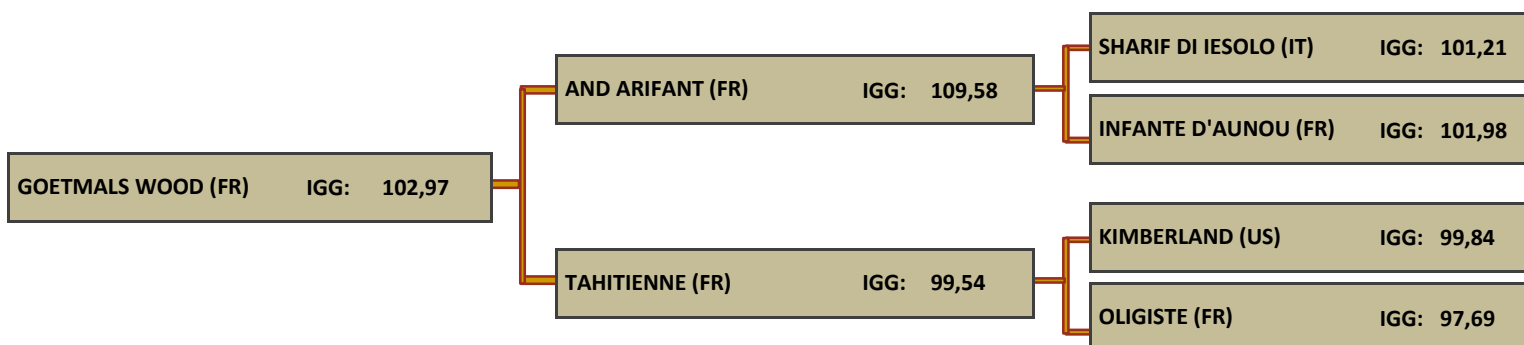 SHARIF DI IESOLO (IT) IGG: 101,21
AND ARIFANT (FR) IGG: 109,58
INFANTE D'AUNOU (FR) IGG: 101,98
GOETMALS WOOD (FR) IGG: 102,97
KIMBERLAND (US) IGG: 99,84
TAHITIENNE (FR) IGG: 99,54
OLIGISTE (FR) IGG: 97,69